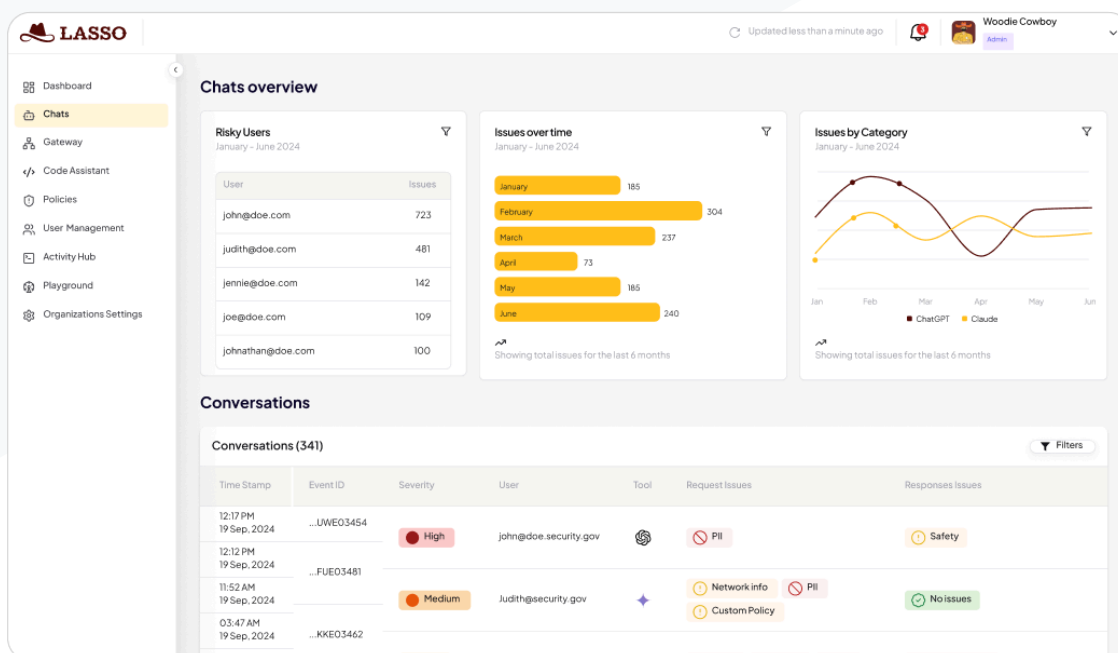 LASSO
Updated less than a minute ago
3
Woodie Cowboy
Admin
Dashboard
Chats
Gateway
Code Assistant
Policies
User Management
Activity Hub
Playground
Organizations Settings
Chats overview
Risky Users
January - June 2024
User Issues
john@doe.com 723
judith@doe.com 481
jennie@doe.com 142
joe@doe.com 109
johnathan@doe.com 100
Issues over time
January - June 2024
January 185
February 304
March 237
April 73
May 185
June 240
Showing total issues for the last 6 months
Issues by Category
January - June 2024
Jan Feb Mar Apr May Jun
ChatGPT Claude
Showing total issues for the last 6 months
Conversations
Conversations (341)
Filters
Time Stamp Event ID Severity User Tool Request Issues Responses Issues
12:17 PM
19 Sep, 2024
...UWE03454
High john@doe.security.gov PII Safety
12:12 PM
19 Sep, 2024
...FUE03481
11:52 AM
19 Sep, 2024
Medium Judith@security.gov Network info PII No issues
Custom Policy
03:47 AM
19 Sep, 2024
...KKE03462